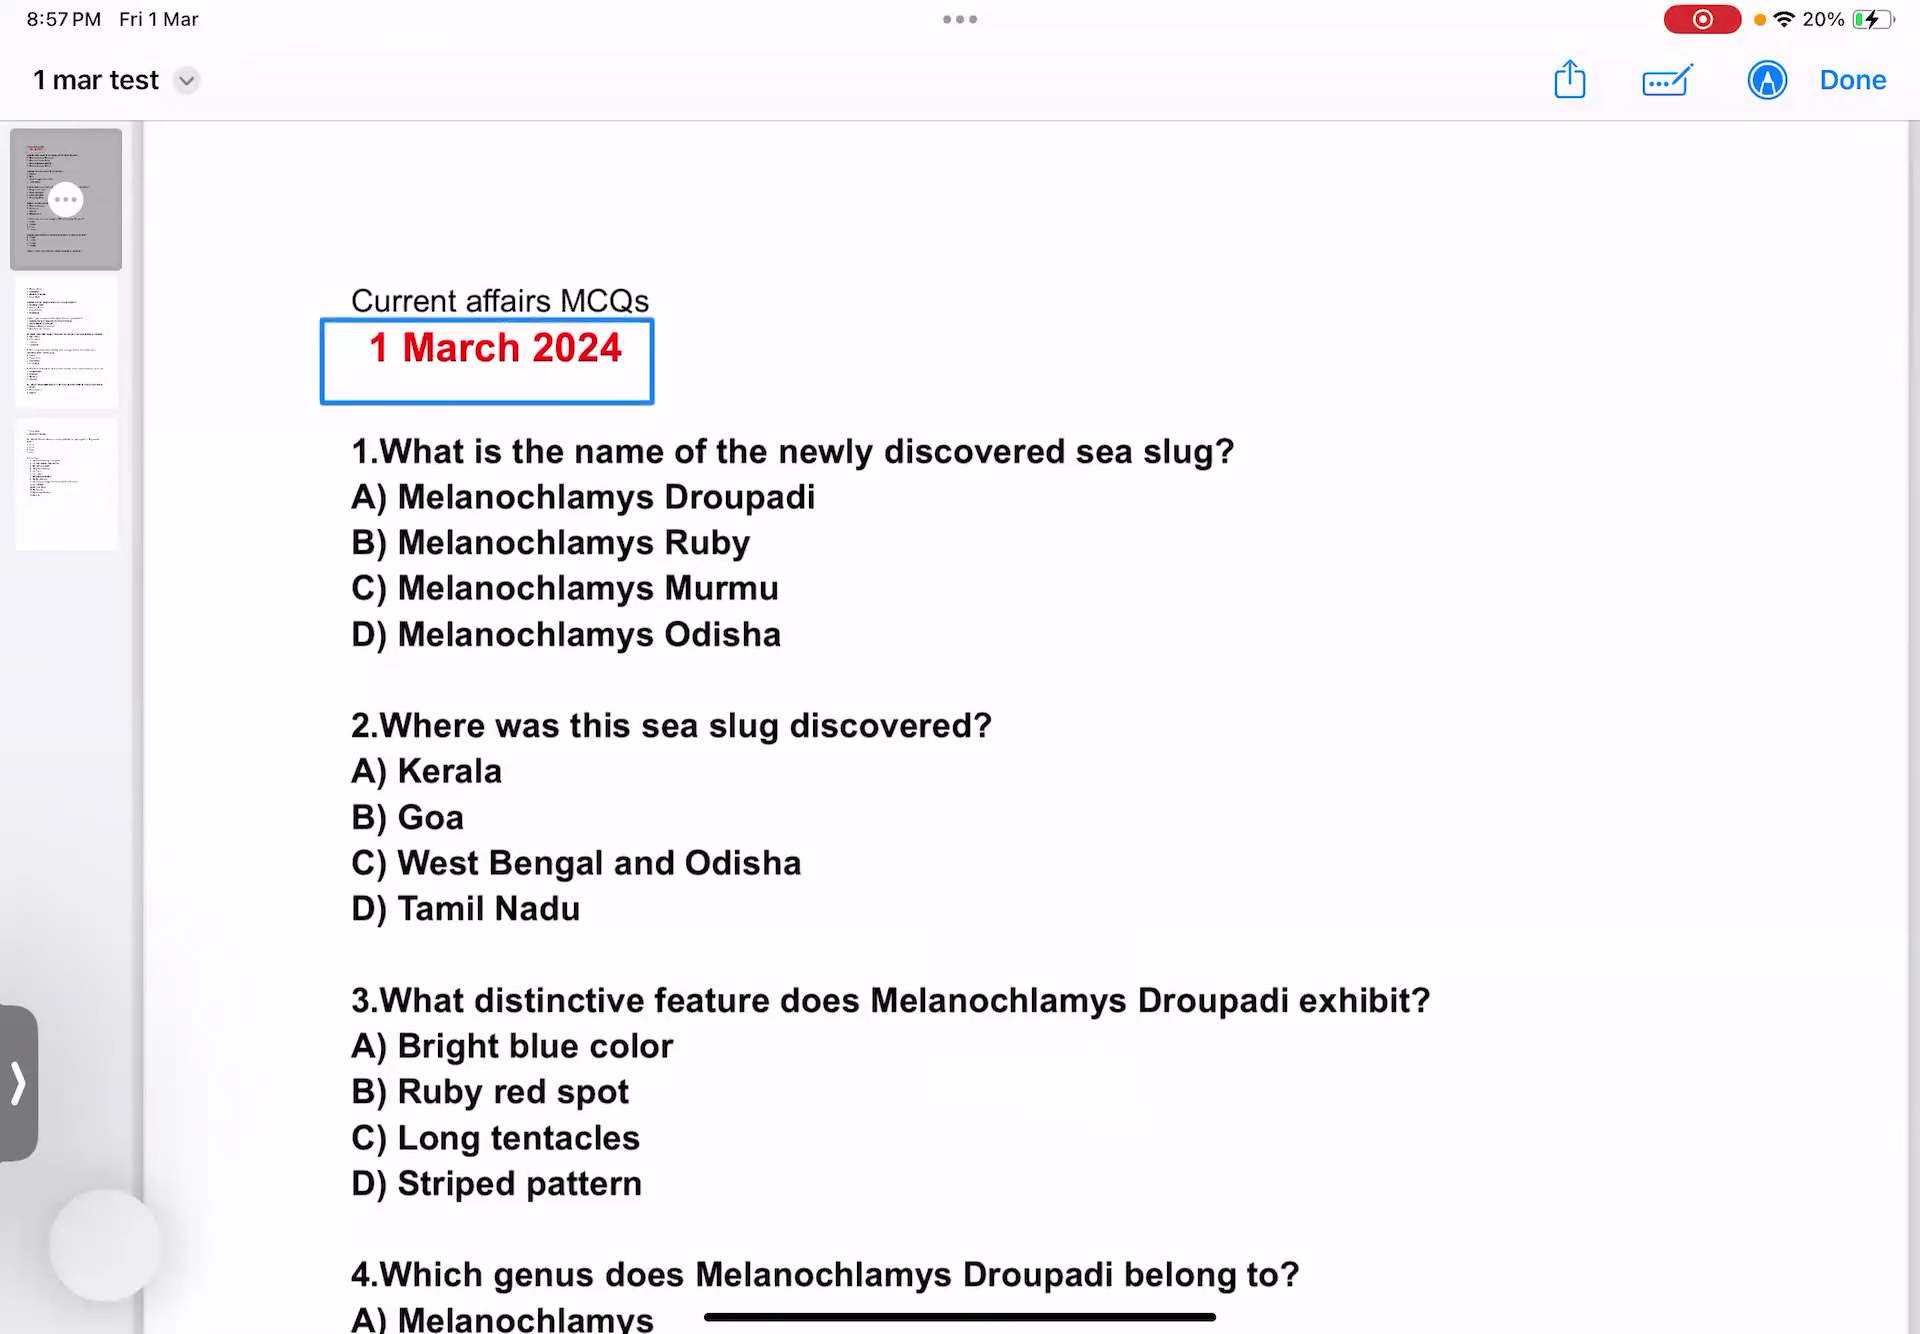 8:57 PM Fri 1 Mar
20%
1 mar test
Done
Current affairs MCQs
1 March 2024
1.What is the name of the newly discovered sea slug?
A) Melanochlamys Droupadi
B) Melanochlamys Ruby
C) Melanochlamys Murmu
D) Melanochlamys Odisha
2.Where was this sea slug discovered?
A) Kerala
B) Goa
C) West Bengal and Odisha
D) Tamil Nadu
3.What distinctive feature does Melanochlamys Droupadi exhibit?
A) Bright blue color
B) Ruby red spot
C) Long tentacles
D) Striped pattern
4.Which genus does Melanochlamys Droupadi belong to?
A) Melanochlamys